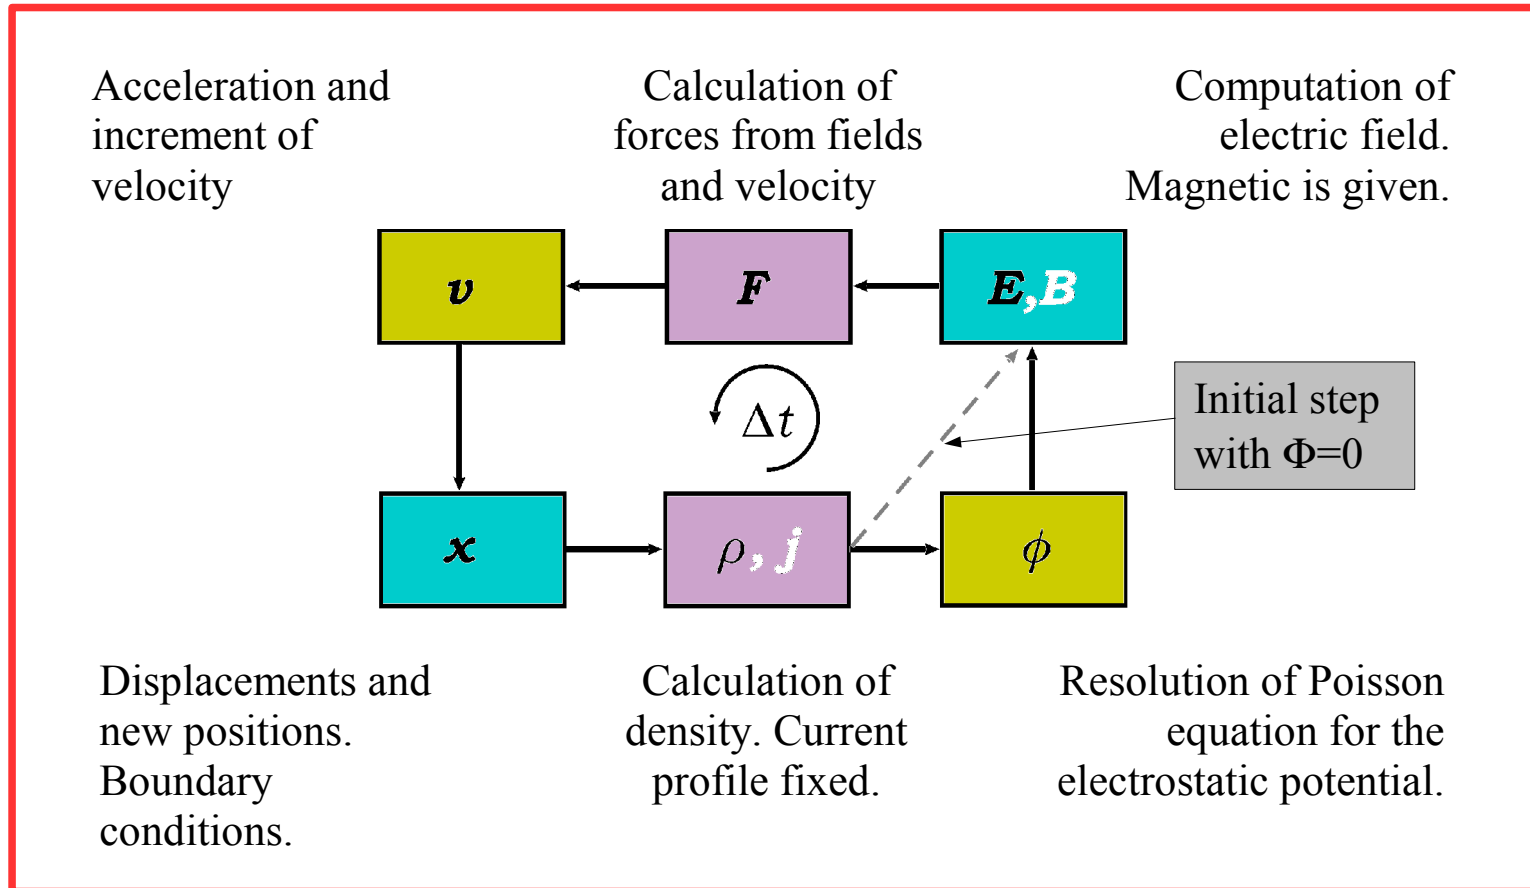 Acceleration and
increment of
velocity
Calculation of
forces from fields
and velocity
Computation of
electric field.
Magnetic is given.
v
F
E,B
Δt
Initial step
with Φ=0
x
ρ,j
ϕ
Displacements and
new positions.
Boundary
conditions.
Calculation of
density. Current
profile fixed.
Resolution of Poisson
equation for the
electrostatic potential.